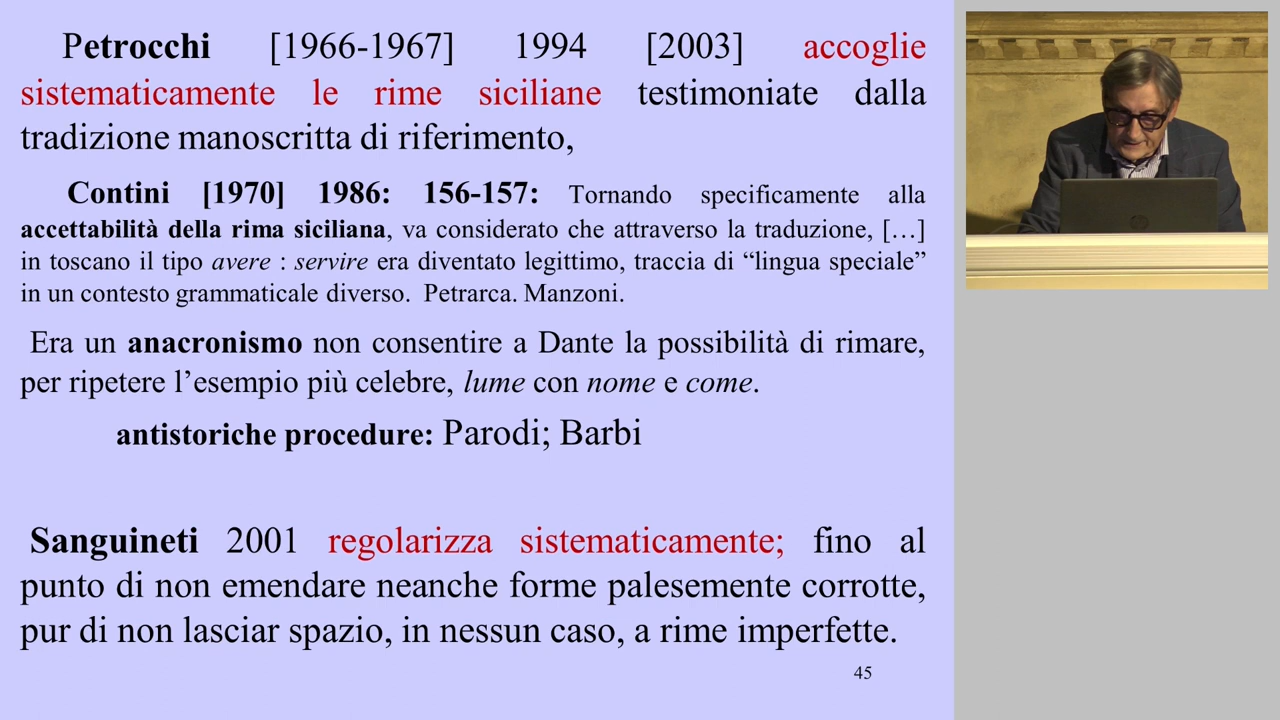 Petrocchi [1966-1967] 1994 [2003] accoglie
sistematicamente le rime siciliane testimoniate dalla
tradizione manoscritta di riferimento,
Contini [1970] 1986: 156-157: Tornando specificamente alla
accettabilità della rima siciliana, va considerato che attraverso la traduzione, […]
in toscano il tipo avere : servire era diventato legittimo, traccia di “lingua speciale”
in un contesto grammaticale diverso. Petrarca. Manzoni.
Era un anacronismo non consentire a Dante la possibilità di rimare,
per ripetere l’esempio più celebre, lume con nome e come.
antistoriche procedure: Parodi; Barbi
Sanguineti 2001 regolarizza sistematicamente; fino al
punto di non emendare neanche forme palesemente corrotte,
pur di non lasciar spazio, in nessun caso, a rime imperfette.
45